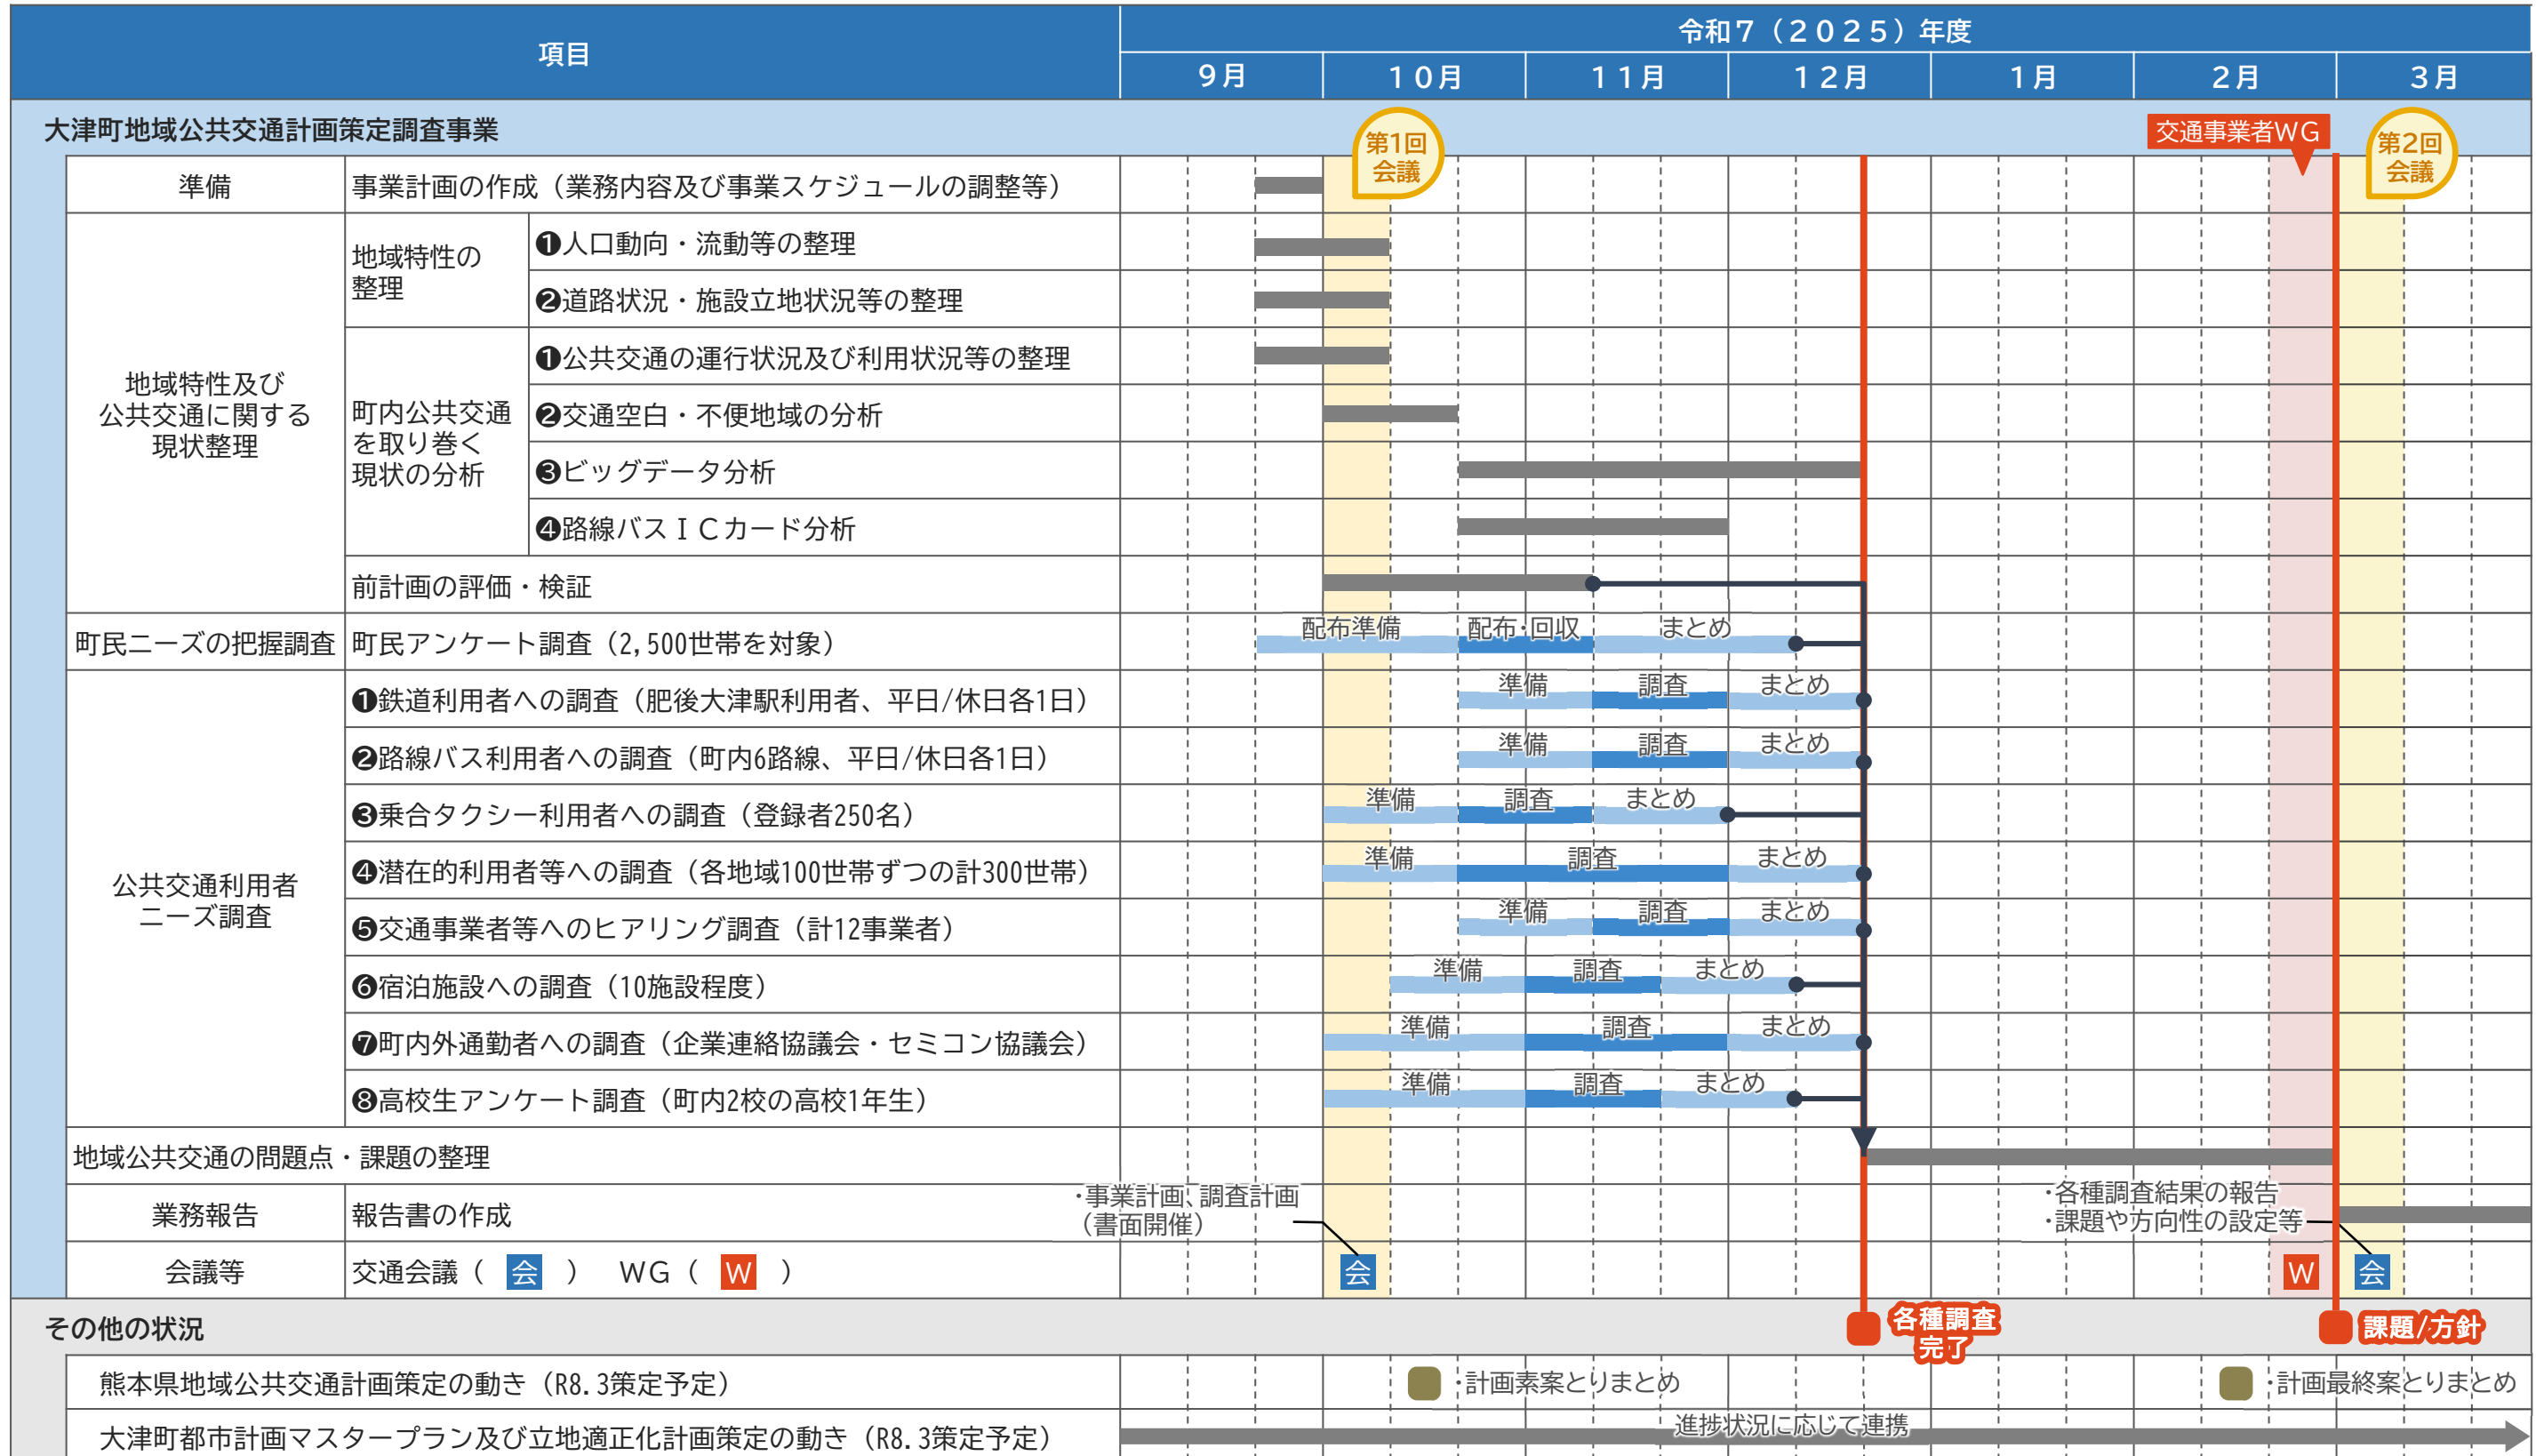 項目
令和７（２０２５）年度
９月
１０月
１１月
１２月
１月
２月
３月
大津町地域公共交通計画策定調査事業
第1回
会議
交通事業者ＷＧ
第2回
会議
準備
事業計画の作成（業務内容及び事業スケジュールの調整等）
地域特性及び
公共交通に関する
現状整理
地域特性の
整理
❶人口動向・流動等の整理
❷道路状況・施設立地状況等の整理
町内公共交通
を取り巻く
現状の分析
❶公共交通の運行状況及び利用状況等の整理
❷交通空白・不便地域の分析
❸ビッグデータ分析
❹路線バスＩＣカード分析
前計画の評価・検証
町民ニーズの把握調査
町民アンケート調査（2,500世帯を対象）
配布準備
配布・回収
まとめ
公共交通利用者
ニーズ調査
❶鉄道利用者への調査（肥後大津駅利用者、平日/休日各1日）
準備
調査
まとめ
❷路線バス利用者への調査（町内6路線、平日/休日各1日）
準備
調査
まとめ
❸乗合タクシー利用者への調査（登録者250名）
準備
調査
まとめ
❹潜在的利用者等への調査（各地域100世帯ずつの計300世帯）
準備
調査
まとめ
❺交通事業者等へのヒアリング調査（計12事業者）
準備
調査
まとめ
❻宿泊施設への調査（10施設程度）
準備
調査
まとめ
❼町内外通勤者への調査（企業連絡協議会・セミコン協議会）
準備
調査
まとめ
❽高校生アンケート調査（町内2校の高校1年生）
準備
調査
まとめ
地域公共交通の問題点・課題の整理
業務報告
報告書の作成
・事業計画、調査計画
（書面開催）
・各種調査結果の報告
・課題や方向性の設定等
会議等
交通会議（ 会 ）　ＷＧ（ Ｗ ）
会
Ｗ
会
その他の状況
各種調査
完了
課題/方針
熊本県地域公共交通計画策定の動き（R8.3策定予定）
・計画素案とりまとめ
・計画最終案とりまとめ
大津町都市計画マスタープラン及び立地適正化計画策定の動き（R8.3策定予定）
進捗状況に応じて連携